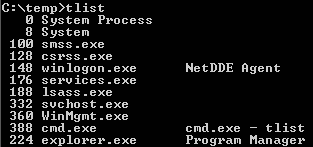 C:\temp>tlist
0 System Process
8 System
100 smss.exe
128 csrss.exe
148 winlogon.exe NetDDE Agent
176 services.exe
188 lsass.exe
332 svchost.exe
360 WinMgmt.exe
388 cmd.exe cmd.exe - tlist
224 explorer.exe Program Manager